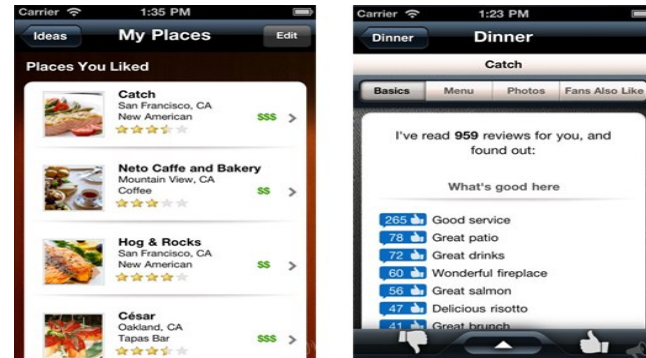 Carrier 1:35 PM
Ideas My Places Edit
Places You Liked
Catch
San Francisco, CA
New American $$$
Neto Caffe and Bakery
Mountain View, CA
Coffee $$
Hog & Rocks
San Francisco, CA
New American $$
César
Oakland, CA
Tapas Bar $$$
Carrier 1:23 PM
Dinner Dinner
Catch
Basics Menu Photos Fans Also Like
I've read 959 reviews for you, and
found out:
What's good here
265 Good service
78 Great patio
72 Great drinks
60 Wonderful fireplace
56 Great salmon
47 Delicious risotto
41 Great brunch